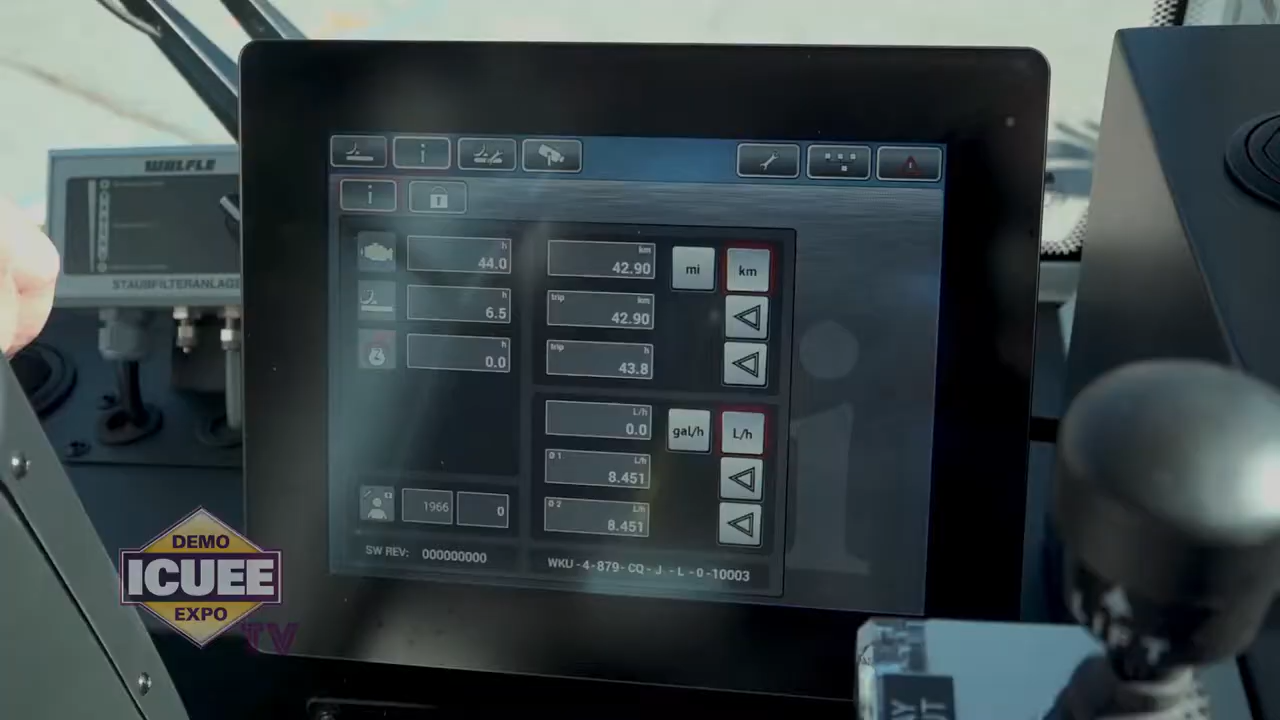 WOLFLE
STAUBFILTERANLAGE
i
i
h
44.0
h
6.5
h
0.0
km
42.90
mi
km
trip
km
42.90
trip
h
43.8
L/h
0.0
gal/h
L/h
Ø 1
L/h
8.451
Ø 2
L/h
8.451
1966
0
SW REV:
000000000
WKU - 4 - 879 - CQ - J - L - 0 - 10003
DEMO
ICUEE
EXPO
TV